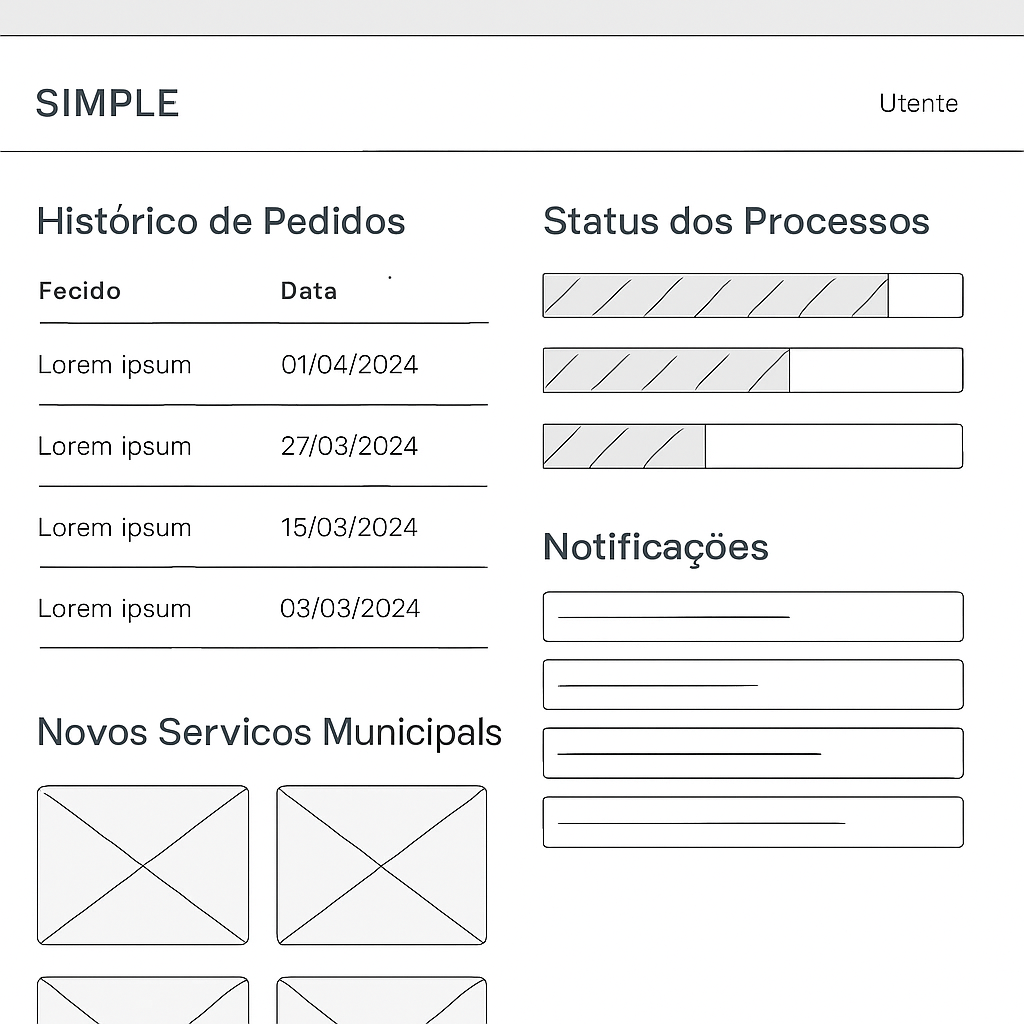 SIMPLE
Utente
Histórico de Pedidos
Fecido Data
Lorem ipsum 01/04/2024
Lorem ipsum 27/03/2024
Lorem ipsum 15/03/2024
Lorem ipsum 03/03/2024
Novos Servicos Municipals
Status dos Processos
Notificaçöes